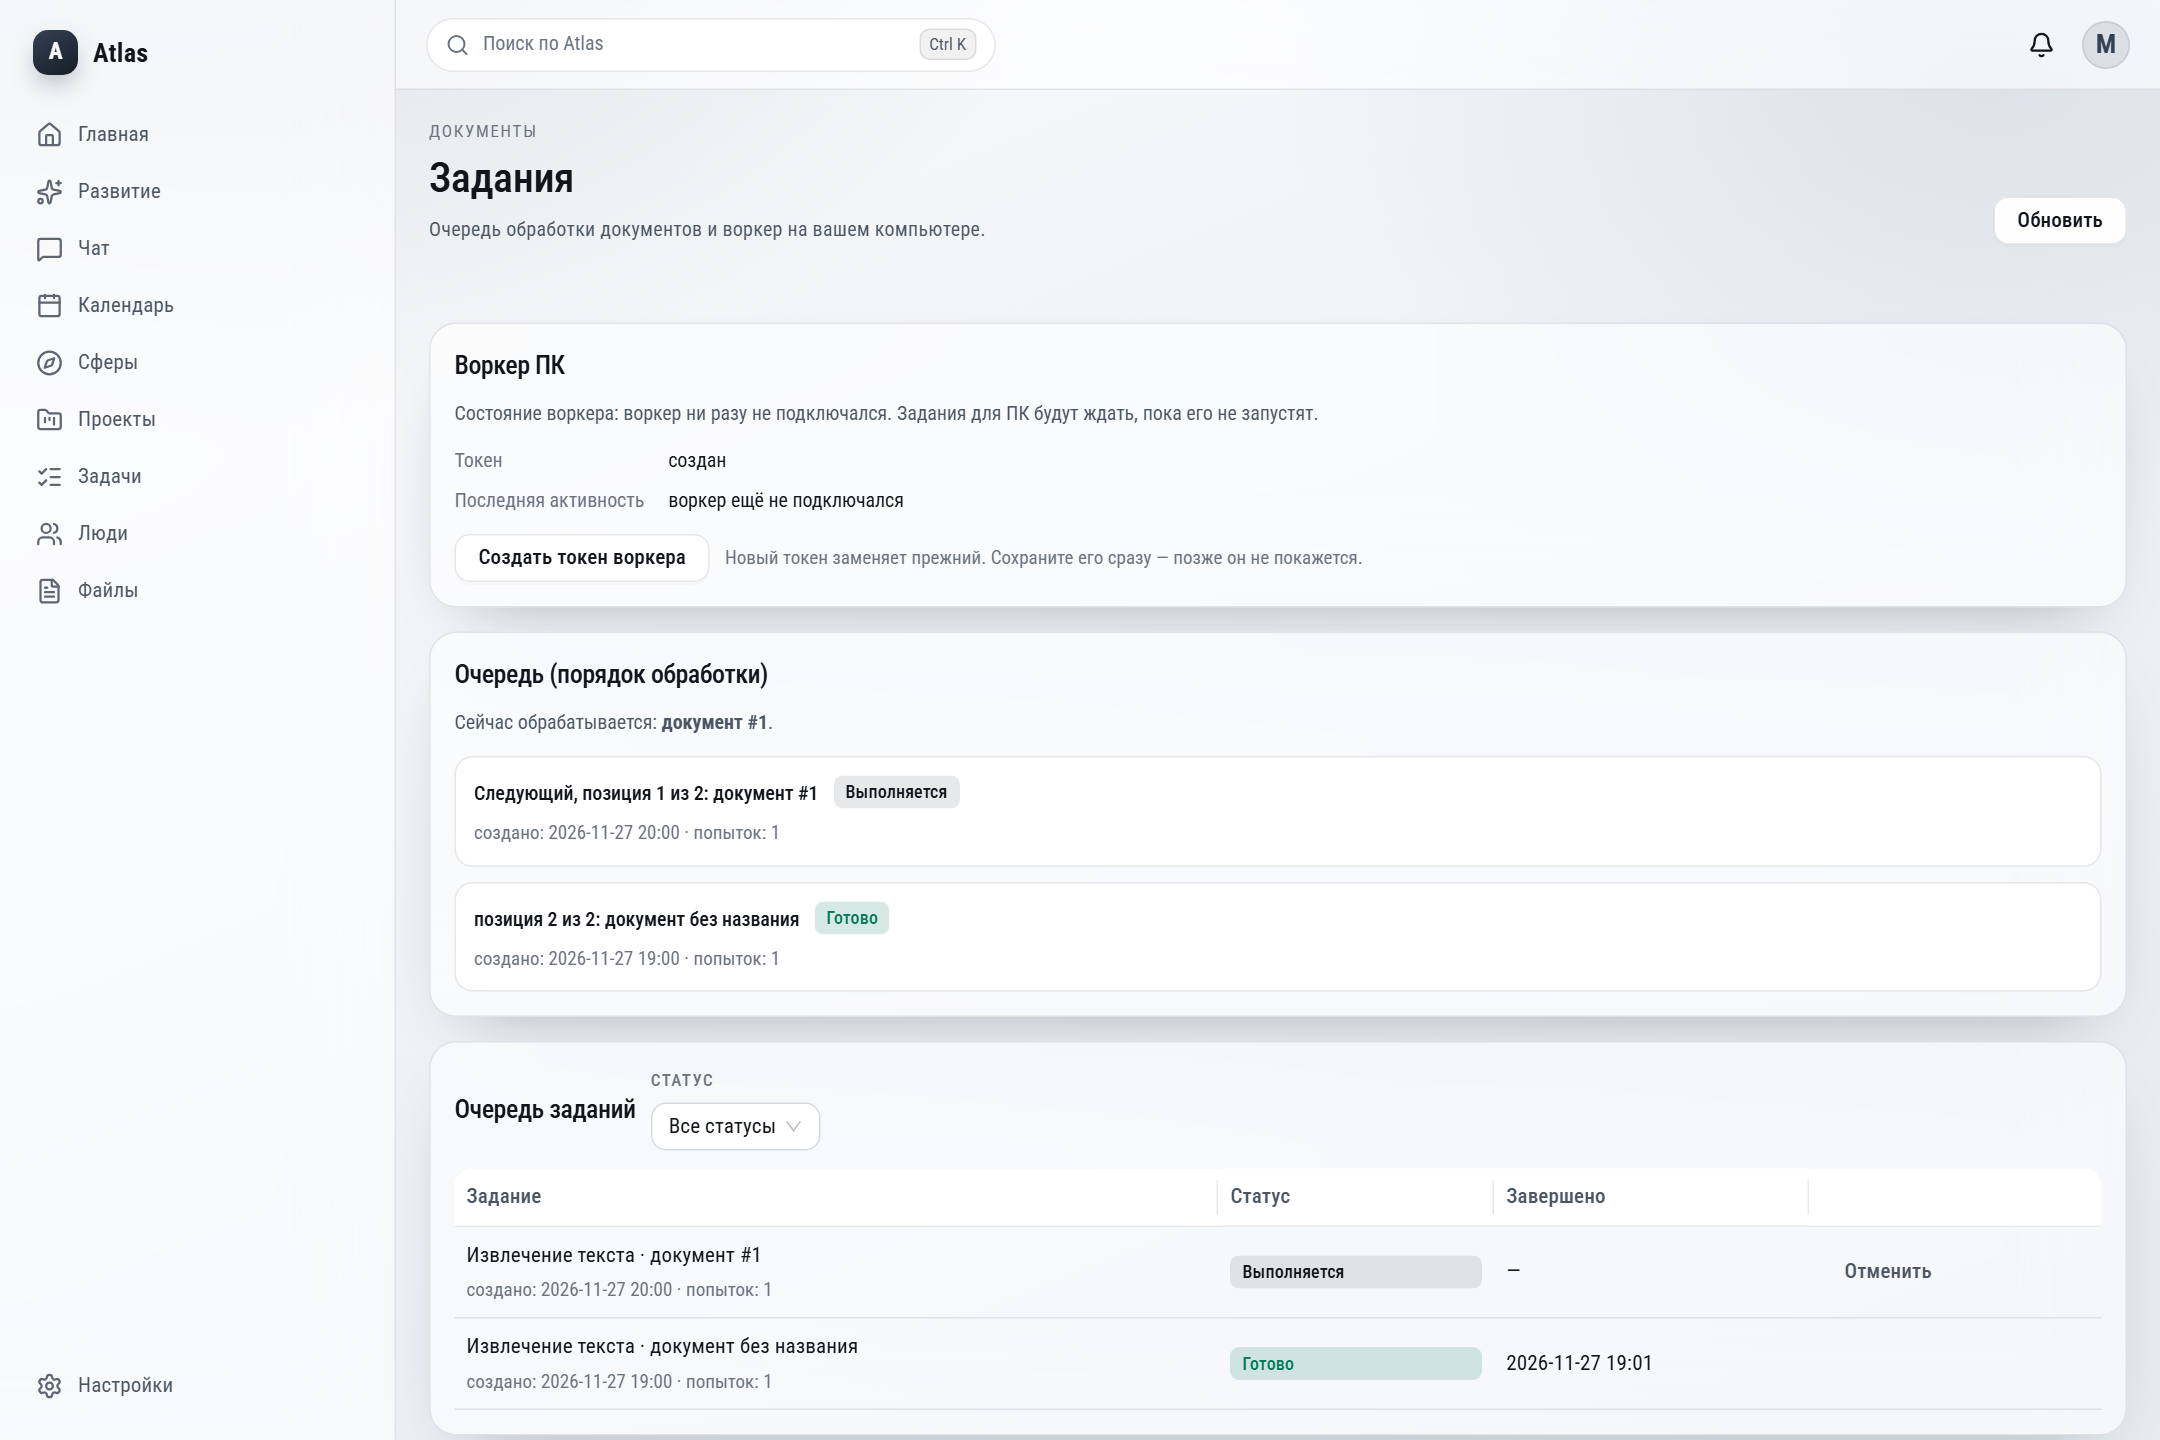 A Atlas
Главная
Развитие
Чат
Календарь
Сферы
Проекты
Задачи
Люди
Файлы
Настройки
Поиск по Atlas Ctrl K
M
ДОКУМЕНТЫ
Задания
Очередь обработки документов и воркер на вашем компьютере.
Обновить
Воркер ПК
Состояние воркера: воркер ни разу не подключался. Задания для ПК будут ждать, пока его не запустят.
Токен создан
Последняя активность воркер ещё не подключался
Создать токен воркера Новый токен заменяет прежний. Сохраните его сразу — позже он не покажется.
Очередь (порядок обработки)
Сейчас обрабатывается: документ #1.
Следующий, позиция 1 из 2: документ #1 Выполняется
создано: 2026-11-27 20:00 · попыток: 1
позиция 2 из 2: документ без названия Готово
создано: 2026-11-27 19:00 · попыток: 1
СТАТУС
Очередь заданий Все статусы
Задание Статус Завершено
Извлечение текста · документ #1
создано: 2026-11-27 20:00 · попыток: 1
Выполняется — Отменить
Извлечение текста · документ без названия
создано: 2026-11-27 19:00 · попыток: 1
Готово 2026-11-27 19:01